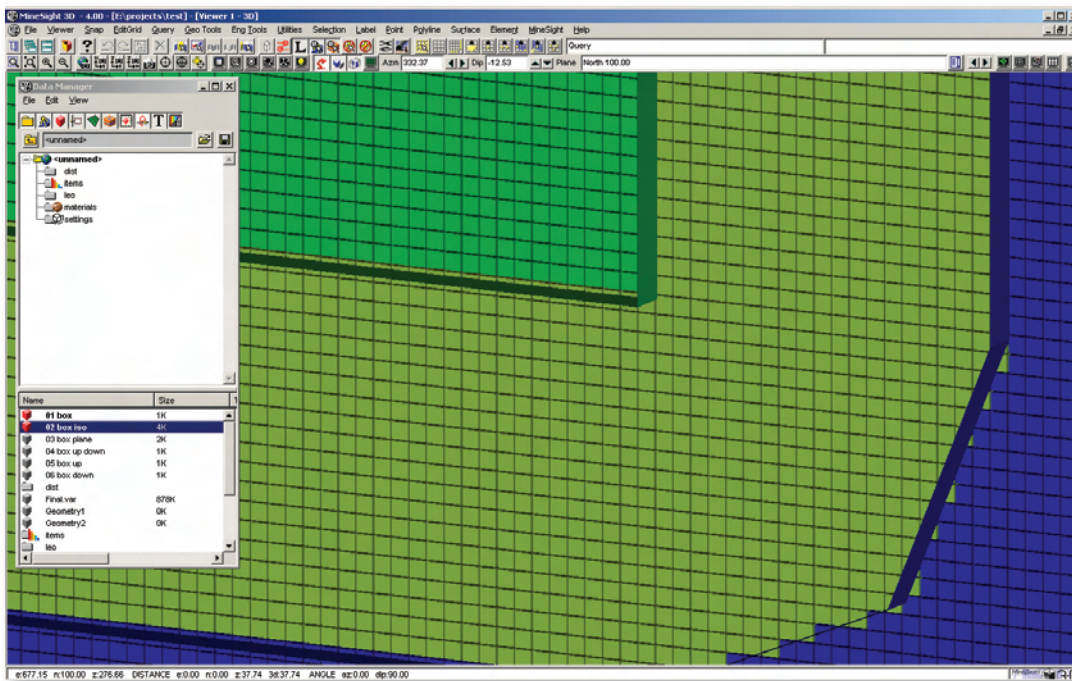 MineSight 3D - 4.00 - [E:\projects\test] - [Viewer 1 - 3D]
File Viewer Snap EditGrid Query Geo Tools Eng Tools Utilities Selection Label Point Polyline Surface Element MineSight Help
Query
Azm 332.37 Dip -12.53 Plane North 100.00
Data Manager
File Edit View
<unnamed>
<unnamed>
dist
items
leo
materials
settings
Name Size
01 box 1K
02 box iso 4K
03 box plane 2K
04 box up down 1K
05 box up 1K
06 box down 1K
dist
Final.var 878K
Geometry1 0K
Geometry2 0K
items
leo
e:677.15 n:100.00 z:276.66 DISTANCE e:0.00 n:0.00 z:37.74 3d:37.74 ANGLE az:0.00 dip:90.00